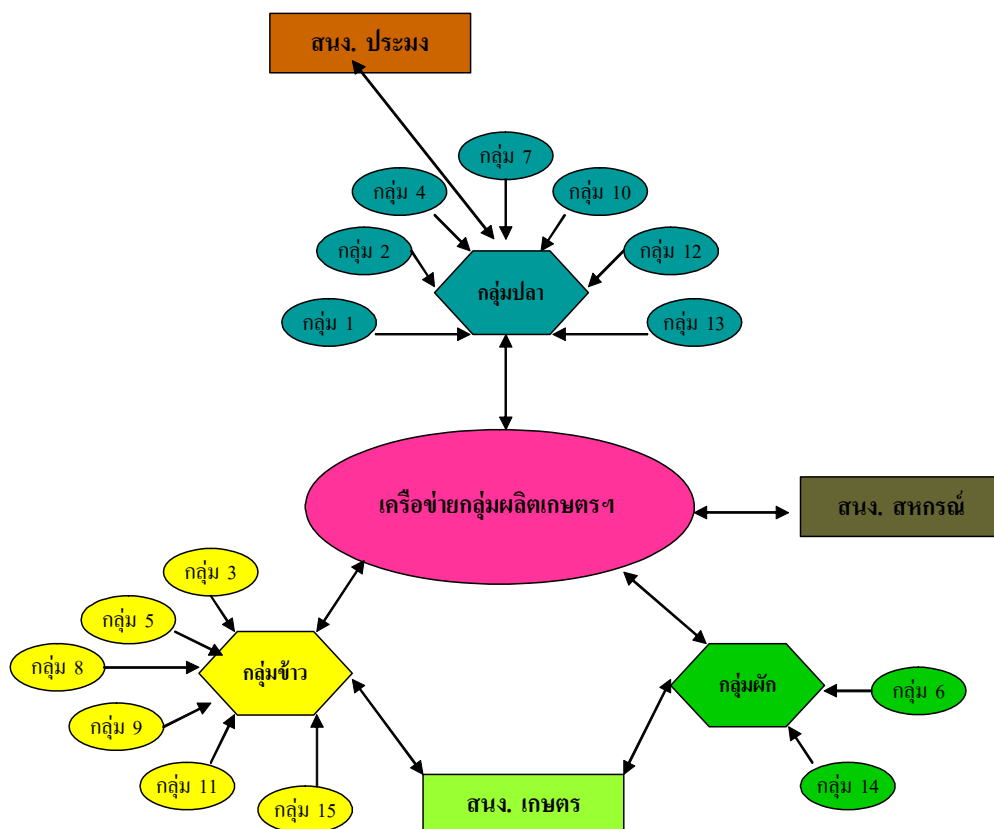 สนง. ประมง
กลุ่ม 7
กลุ่ม 4
กลุ่ม 10
กลุ่ม 2
กลุ่ม 12
กลุ่มปลา
กลุ่ม 1
กลุ่ม 13
เครือข่ายกลุ่มผลิตเกษตรฯ
สนง. สหกรณ์
กลุ่ม 3
กลุ่ม 5
กลุ่ม 8
กลุ่มข้าว
กลุ่มผัก
กลุ่ม 6
กลุ่ม 9
กลุ่ม 11
กลุ่ม 14
กลุ่ม 15
สนง. เกษตร